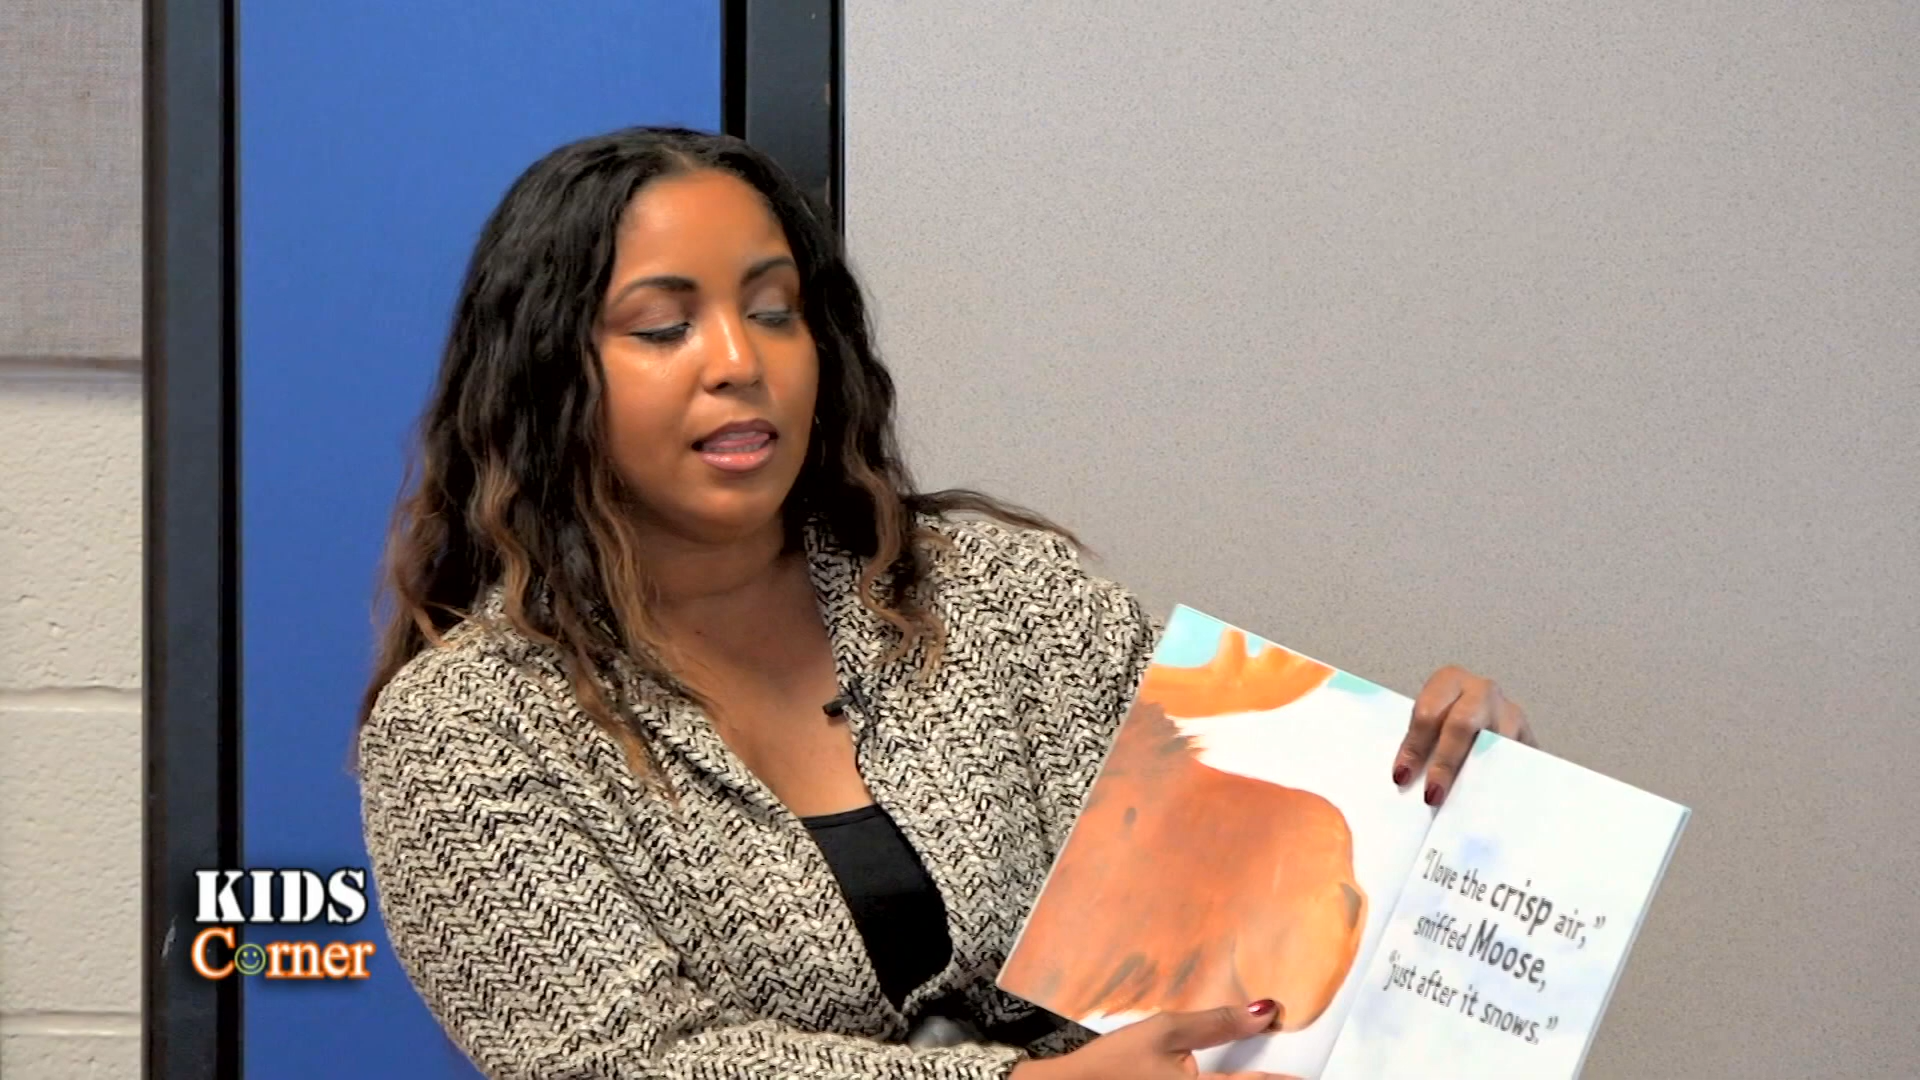 KIDS
Corner
"I love the crisp air,"
sniffed Moose,
"just after it snows."